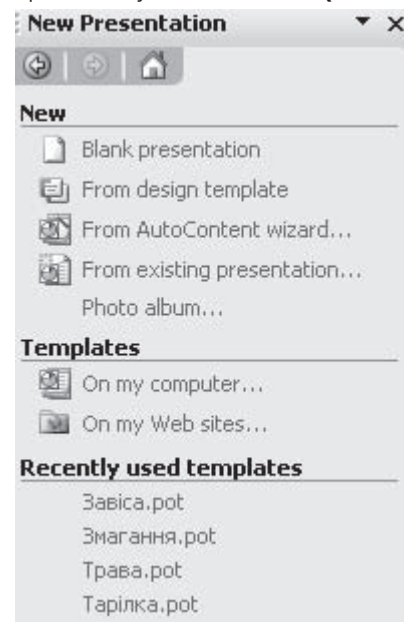 New Presentation
New
Blank presentation
From design template
From AutoContent wizard...
From existing presentation...
Photo album...
Templates
On my computer...
On my Web sites...
Recently used templates
Завіса.pot
Змагання.pot
Трава.pot
Тарілка.pot